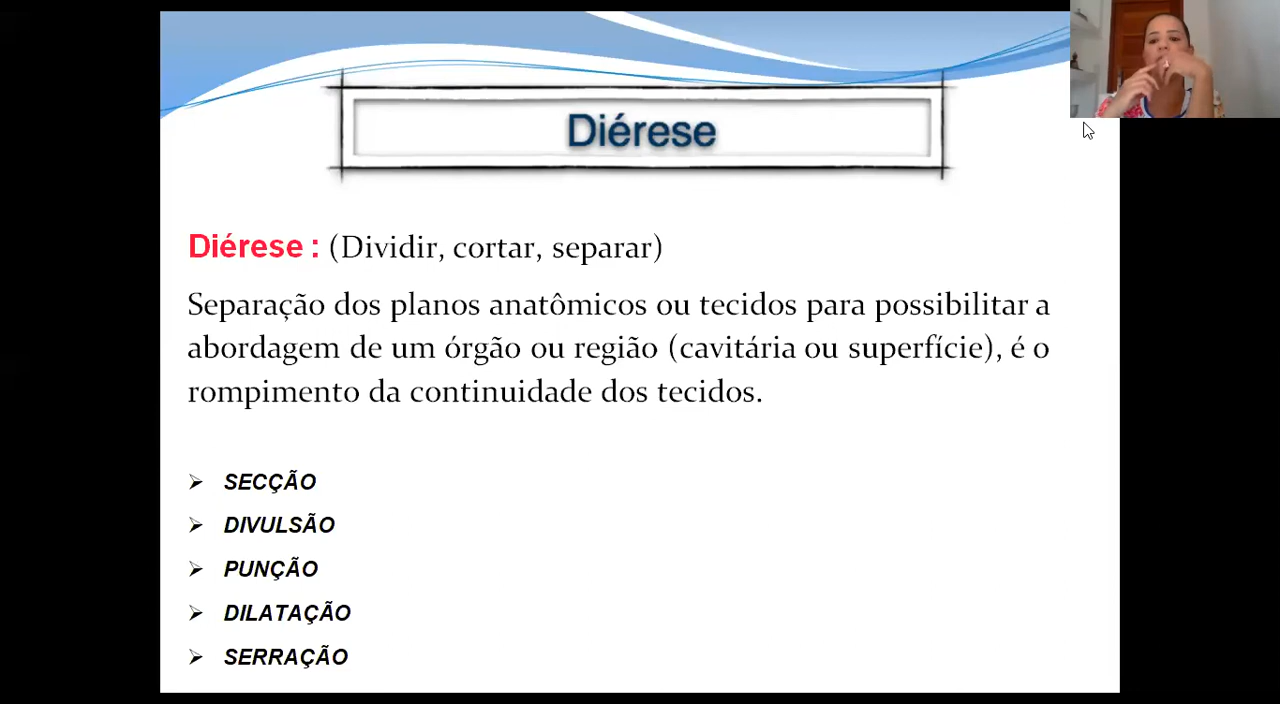 Diérese
Diérese : (Dividir, cortar, separar)
Separação dos planos anatômicos ou tecidos para possibilitar a
abordagem de um órgão ou região (cavitária ou superfície), é o
rompimento da continuidade dos tecidos.
SECÇÃO
DIVULSÃO
PUNÇÃO
DILATAÇÃO
SERRAÇÃO